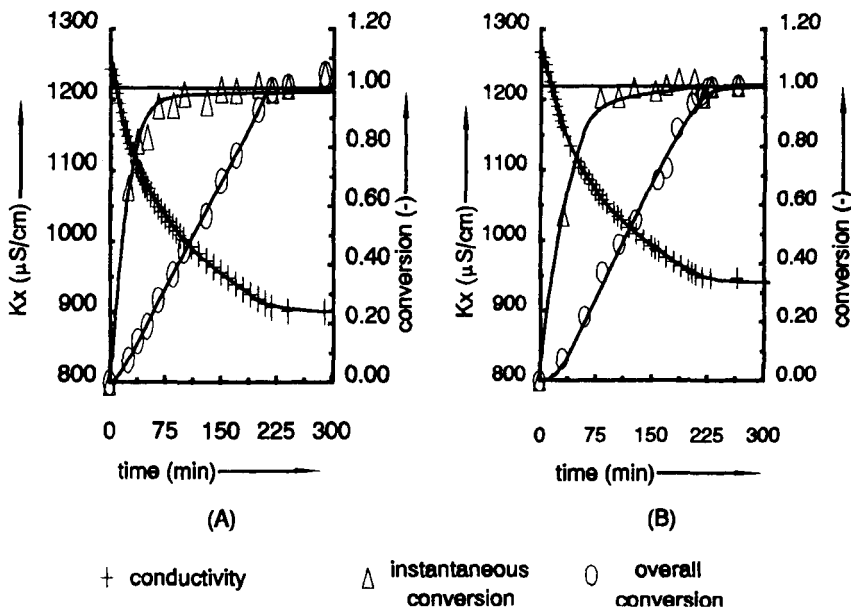 1300
1200
1100
1000
900
800
Kx (μS/cm)
1.20
1.00
0.80
0.60
0.40
0.20
0.00
conversion (-)
0 75 150 225 300
time (min)
(A)
1300
1200
1100
1000
900
800
Kx (μS/cm)
1.20
1.00
0.80
0.60
0.40
0.20
0.00
conversion (-)
0 75 150 225 300
time (min)
(B)
conductivity
instantaneous
conversion
overall
conversion